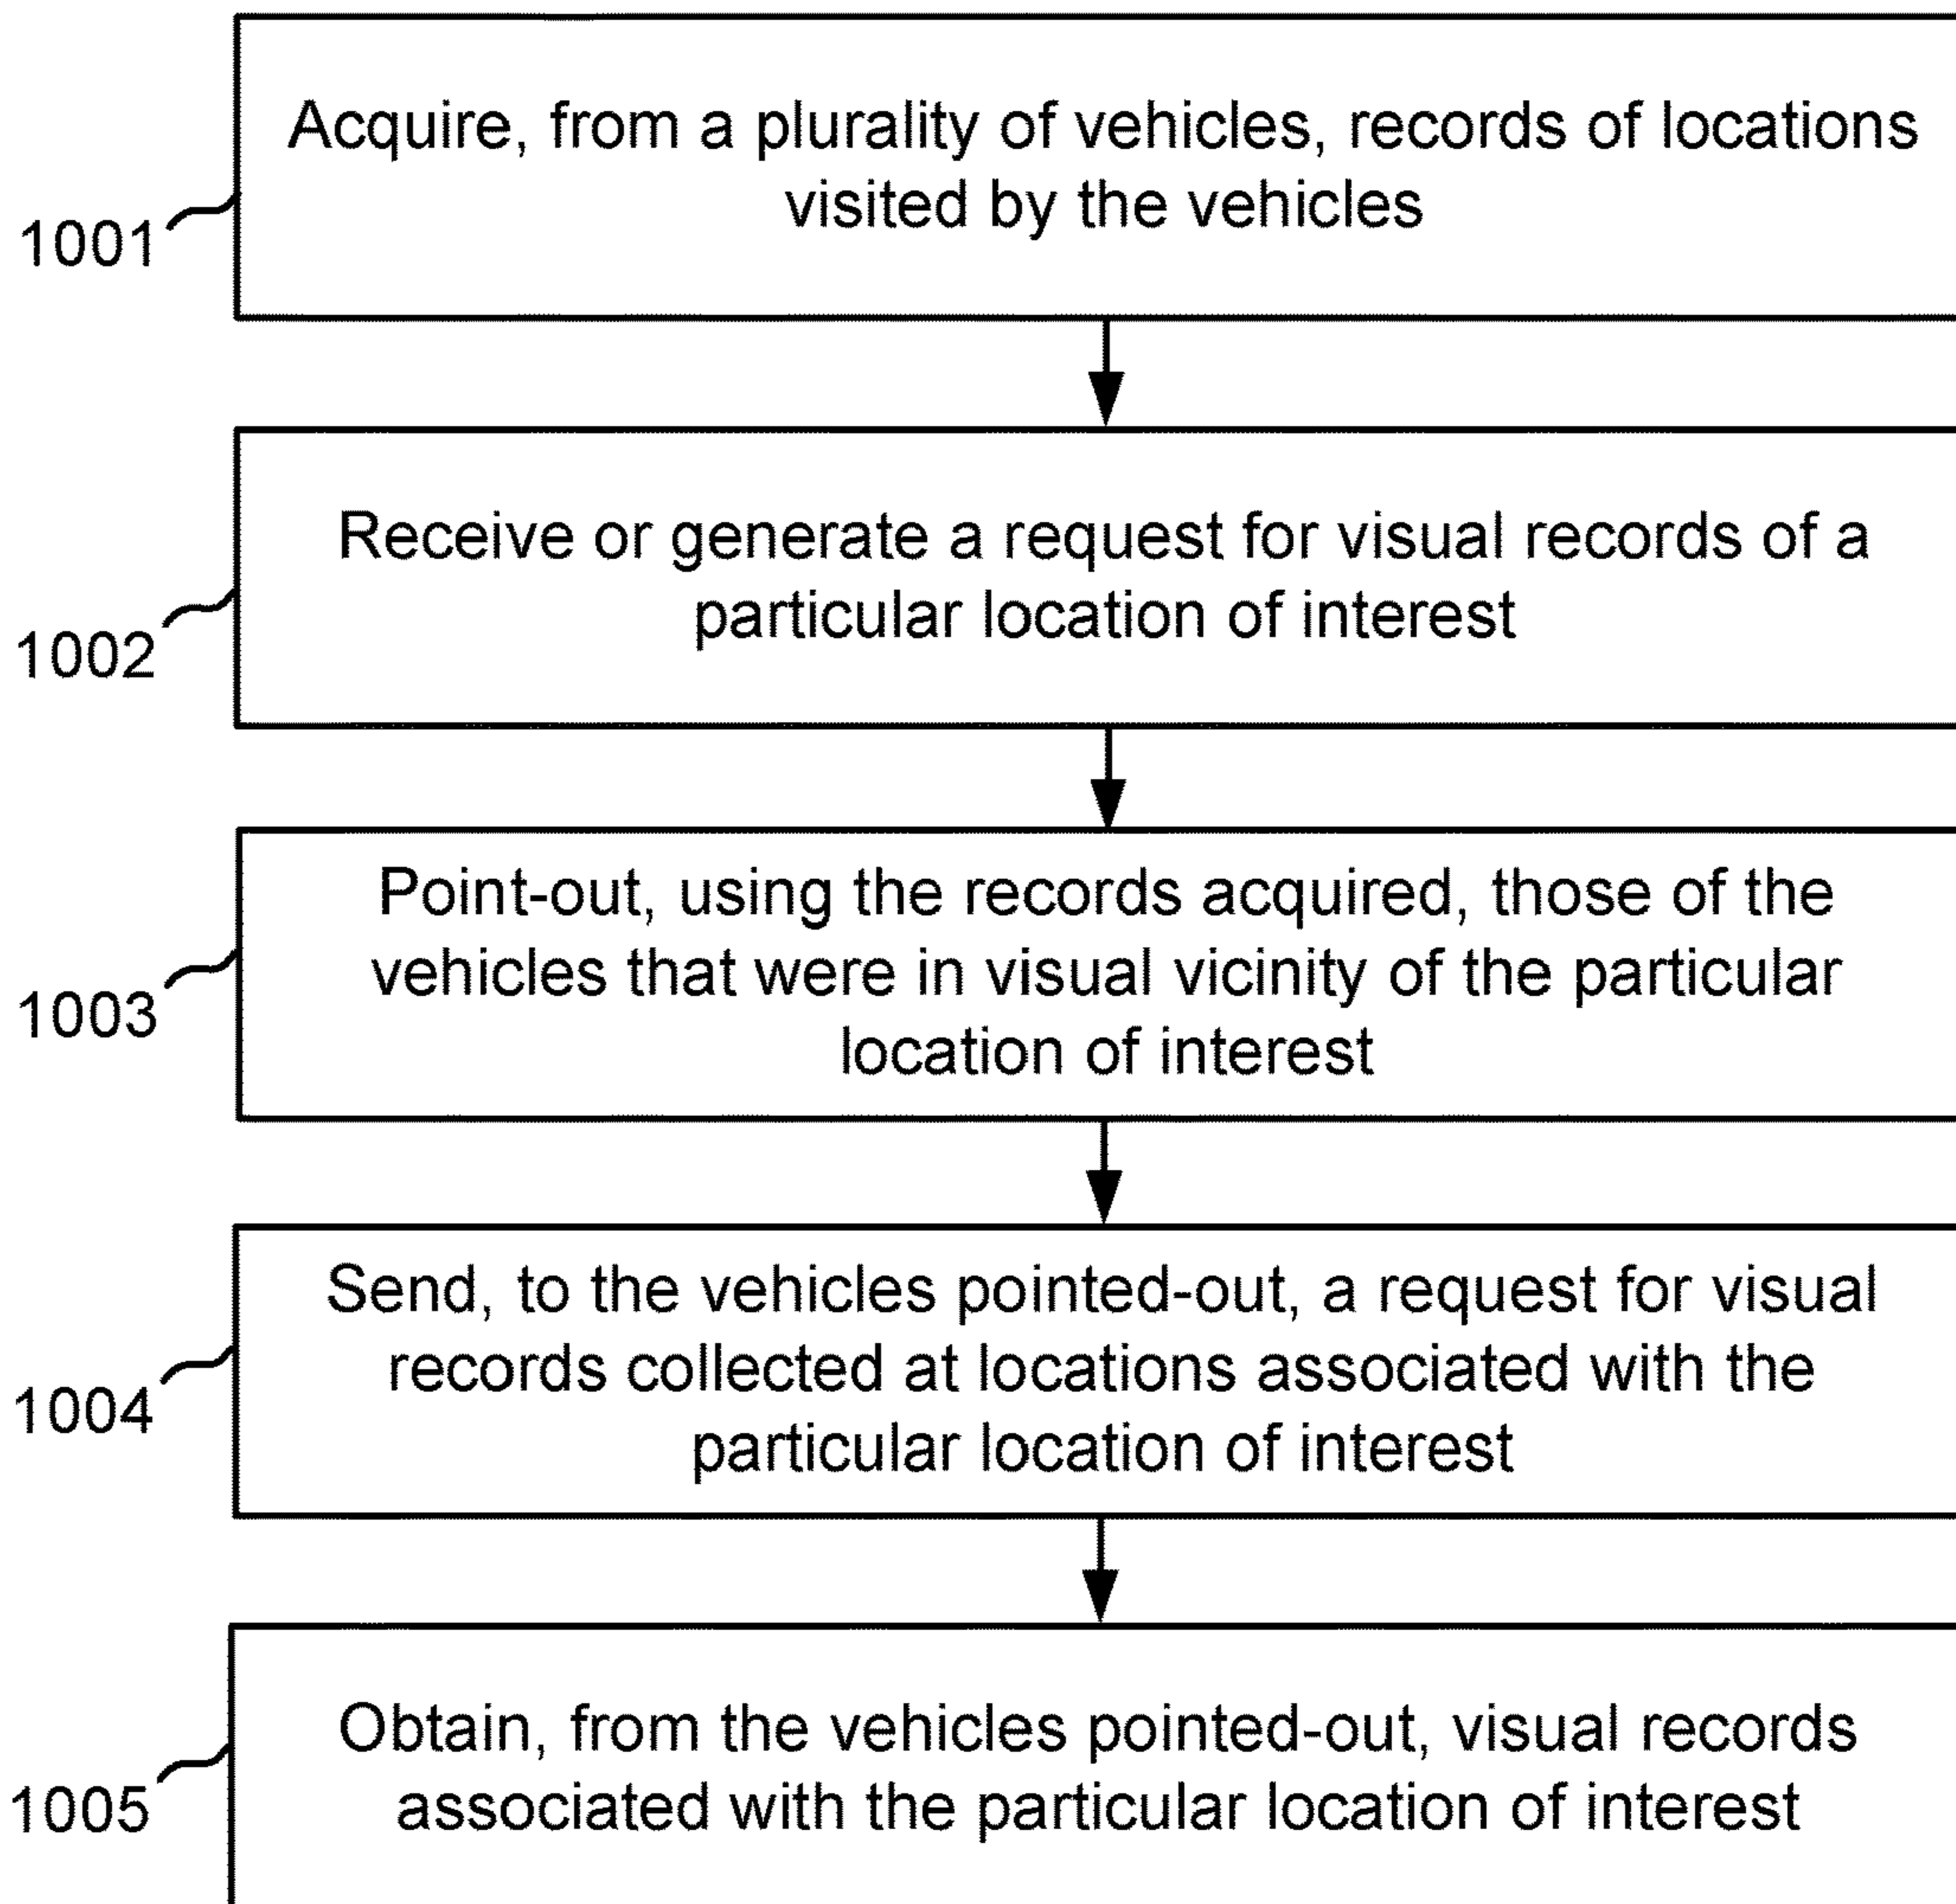 Acquire, from a plurality of vehicles, records of locations
visited by the vehicles
1001
Receive or generate a request for visual records of a
particular location of interest
1002
Point-out, using the records acquired, those of the
vehicles that were in visual vicinity of the particular
location of interest
1003
Send, to the vehicles pointed-out, a request for visual
records collected at locations associated with the
particular location of interest
1004
Obtain, from the vehicles pointed-out, visual records
associated with the particular location of interest
1005